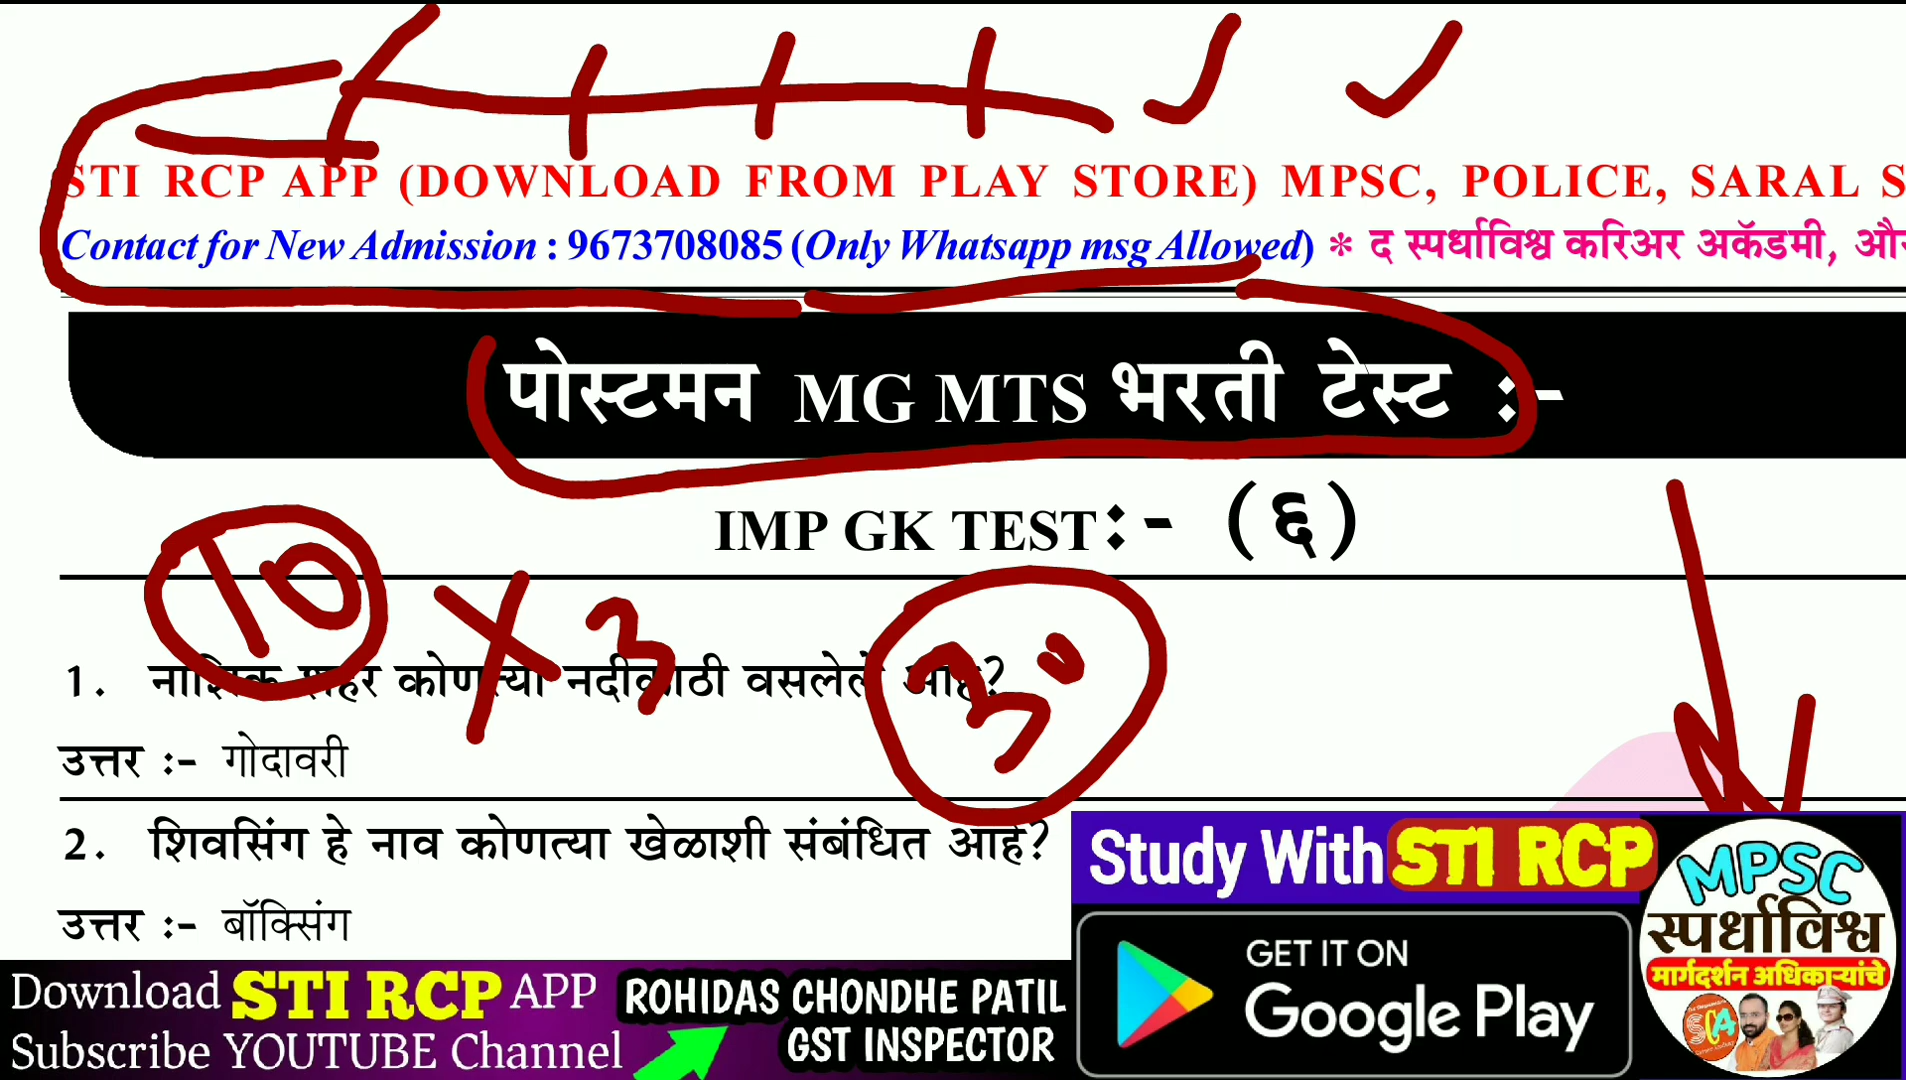 STI RCP APP (DOWNLOAD FROM PLAY STORE) MPSC, POLICE, SARAL S
Contact for New Admission : 9673708085 (Only Whatsapp msg Allowed) * द स्पर्धाविश्व करिअर अकॅडमी, औ
पोस्टमन MG MTS भरती टेस्ट :-
IMP GK TEST:- (६)
10 X 3 30
1. नाशिक शहर कोणत्या नदीकाठी वसलेले आहे?
उत्तर :- गोदावरी
2. शिवसिंग हे नाव कोणत्या खेळाशी संबंधित आहे?
उत्तर :- बॉक्सिंग
Study With STI RCP
GET IT ON
Google Play
MPSC
स्पर्धाविश्व
मार्गदर्शन अधिकाऱ्यांचे
SCA
Download STI RCP APP
Subscribe YOUTUBE Channel
ROHIDAS CHONDHE PATIL
GST INSPECTOR